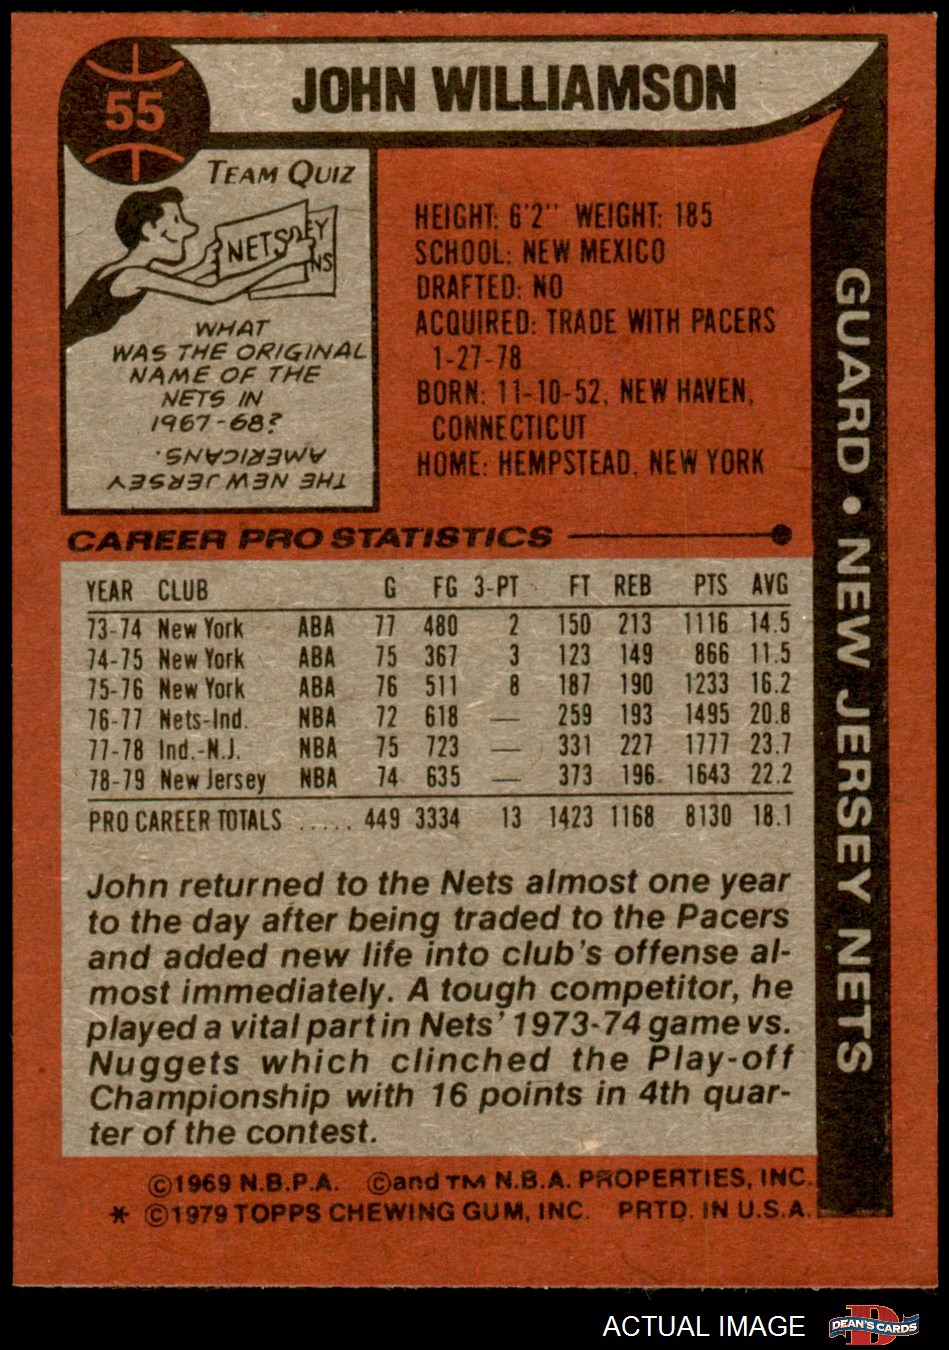 55
JOHN WILLIAMSON
TEAM QUIZ
NETS
EY
NS
WHAT
WAS THE ORIGINAL
NAME OF THE
NETS IN
1967-68?
THE NEW JERSEY
AMERICANS.
HEIGHT: 6'2" WEIGHT: 185
SCHOOL: NEW MEXICO
DRAFTED: NO
ACQUIRED: TRADE WITH PACERS
1-27-78
BORN: 11-10-52, NEW HAVEN,
CONNECTICUT
HOME: HEMPSTEAD, NEW YORK
GUARD • NEW JERSEY NETS
CAREER PRO STATISTICS
YEAR CLUB G FG 3-PT FT REB PTS AVG
73-74 New York ABA 77 480 2 150 213 1116 14.5
74-75 New York ABA 75 367 3 123 149 866 11.5
75-76 New York ABA 76 511 8 187 190 1233 16.2
76-77 Nets-Ind. NBA 72 618 — 259 193 1495 20.8
77-78 Ind.-N.J. NBA 75 723 — 331 227 1777 23.7
78-79 New Jersey NBA 74 635 — 373 196 1643 22.2
PRO CAREER TOTALS ..... 449 3334 13 1423 1168 8130 18.1
John returned to the Nets almost one year
to the day after being traded to the Pacers
and added new life into club's offense al-
most immediately. A tough competitor, he
played a vital part in Nets' 1973-74 game vs.
Nuggets which clinched the Play-off
Championship with 16 points in 4th quar-
ter of the contest.
©1969 N.B.P.A. ©and TM N.B.A. PROPERTIES, INC.
* ©1979 TOPPS CHEWING GUM, INC. PRTD. IN U.S.A.
ACTUAL IMAGE
D
DEAN'S CARDS